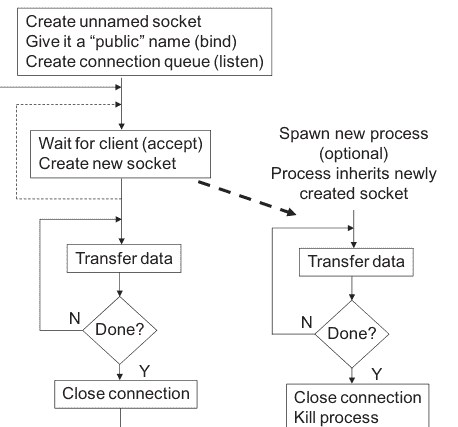 Create unnamed socket
Give it a “public” name (bind)
Create connection queue (listen)
Wait for client (accept)
Create new socket
Spawn new process
(optional)
Process inherits newly
created socket
Transfer data
Transfer data
N
Done?
Y
N
Done?
Y
Close connection
Close connection
Kill process